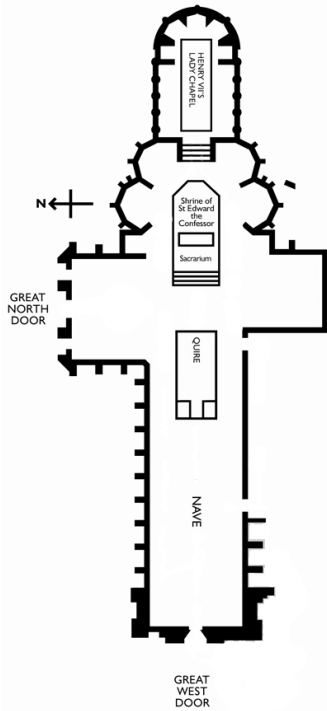 HENRY VII'S
LADY CHAPEL
N
Shrine of
St Edward
the
Confessor
Sacrarium
GREAT
NORTH
DOOR
QUIRE
NAVE
GREAT
WEST
DOOR